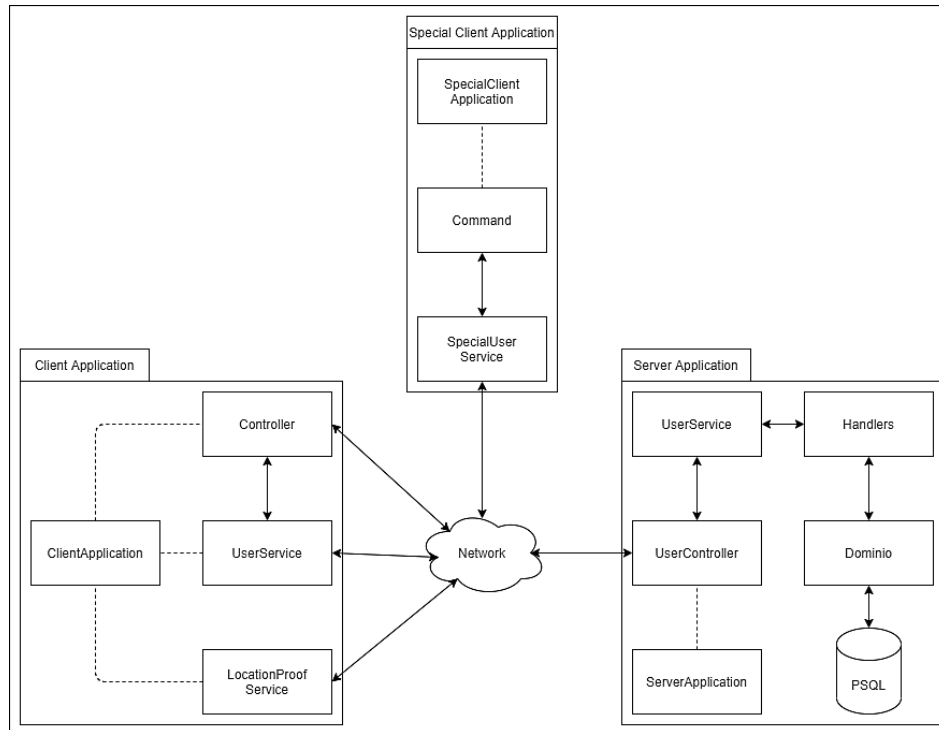 Special Client Application
SpecialClient
Application
Command
SpecialUser
Service
Client Application
Controller
ClientApplication
UserService
LocationProof
Service
Network
Server Application
UserService
Handlers
UserController
Dominio
ServerApplication
PSQL